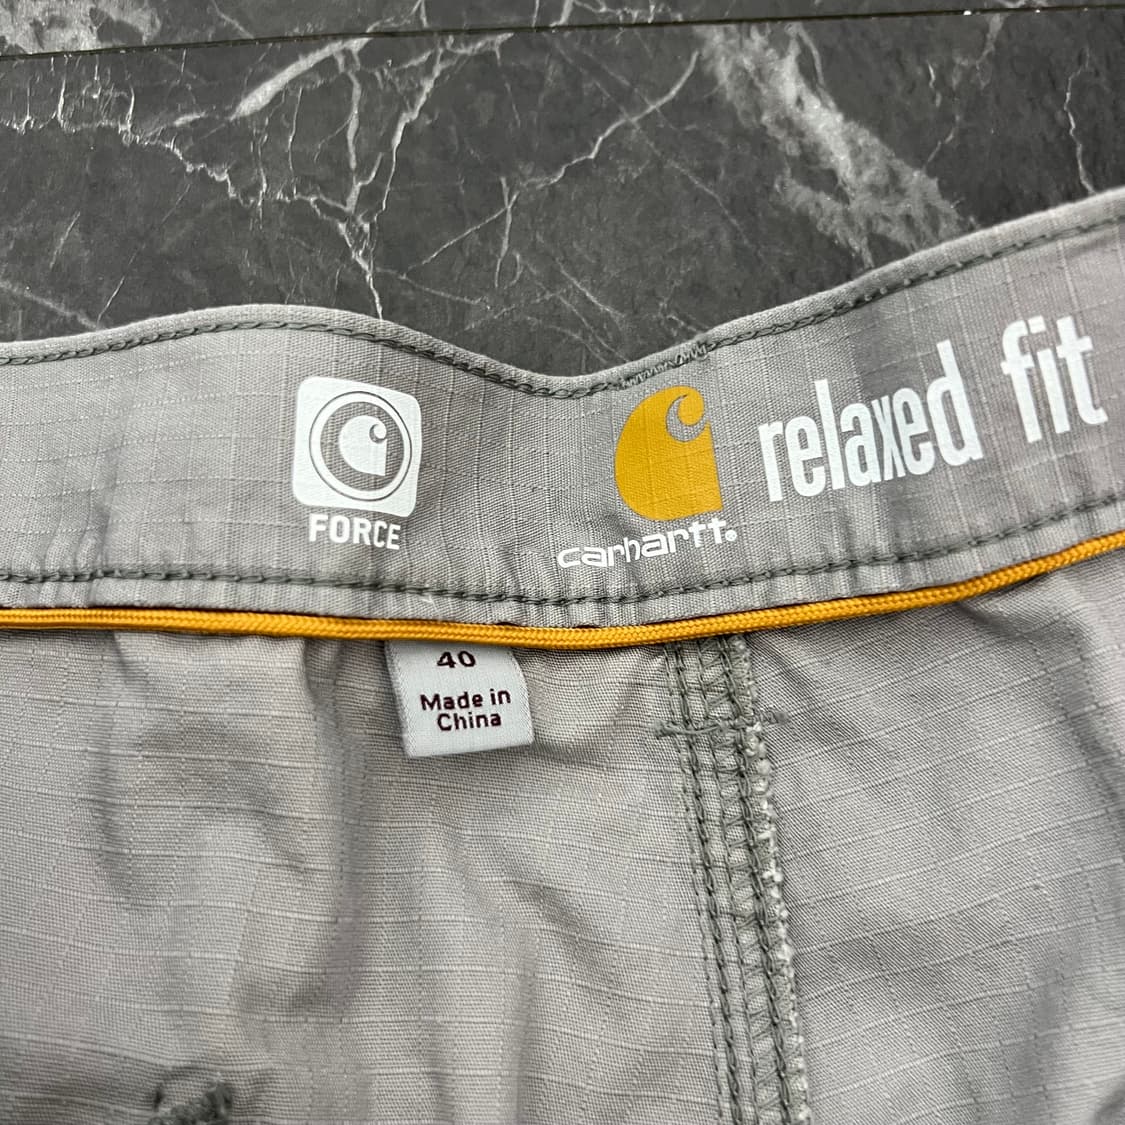 FORCE
carhartt®
relaxed fit
40
Made in
China